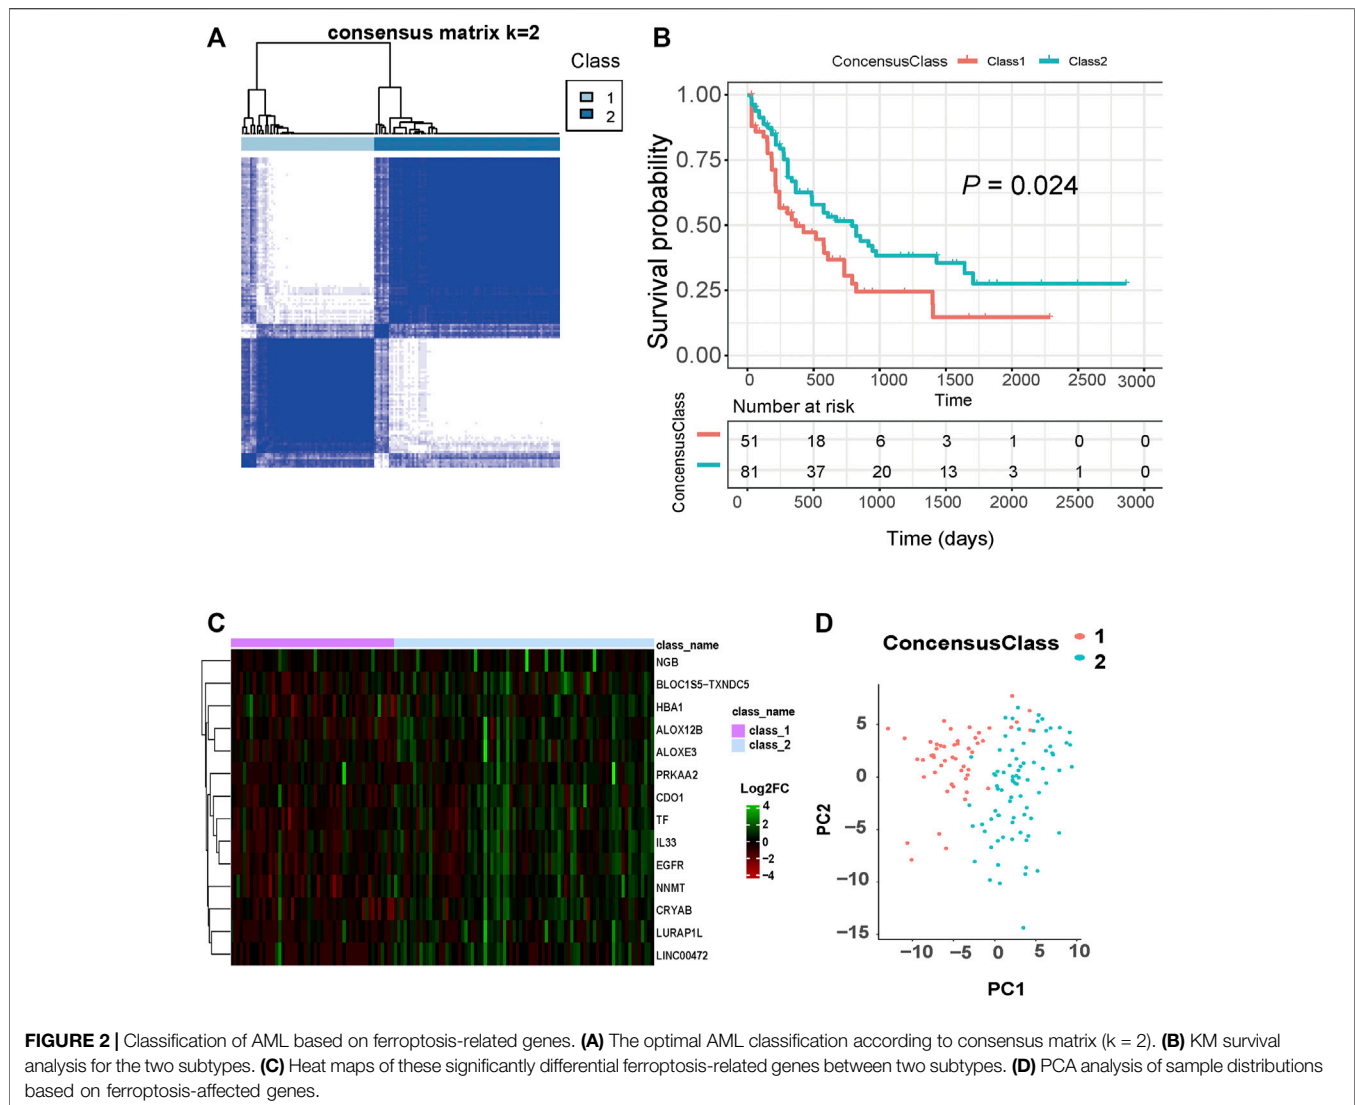 A
consensus matrix k=2
Class
1
2
B
ConcensusClass Class1 Class2
Survival probability
1.00
0.75
0.50
0.25
0.00
P = 0.024
0 500 1000 1500 2000 2500 3000
Time
Number at risk
ConcensusClass
51 18 6 3 1 0 0
81 37 20 13 3 1 0
0 500 1000 1500 2000 2500 3000
Time (days)
C
class_name
NGB
BLOC1S5-TXNDC5
HBA1
ALOX12B
ALOXE3
PRKAA2
CDO1
TF
IL33
EGFR
NNMT
CRYAB
LURAP1L
LINC00472
class_name
class_1
class_2
Log2FC
4
2
0
−2
−4
D
ConcensusClass
1
2
PC2
5
0
−5
−10
−15
−10 −5 0 5 10
PC1
FIGURE 2 | Classification of AML based on ferroptosis-related genes. (A) The optimal AML classification according to consensus matrix (k = 2). (B) KM survival
analysis for the two subtypes. (C) Heat maps of these significantly differential ferroptosis-related genes between two subtypes. (D) PCA analysis of sample distributions
based on ferroptosis-affected genes.